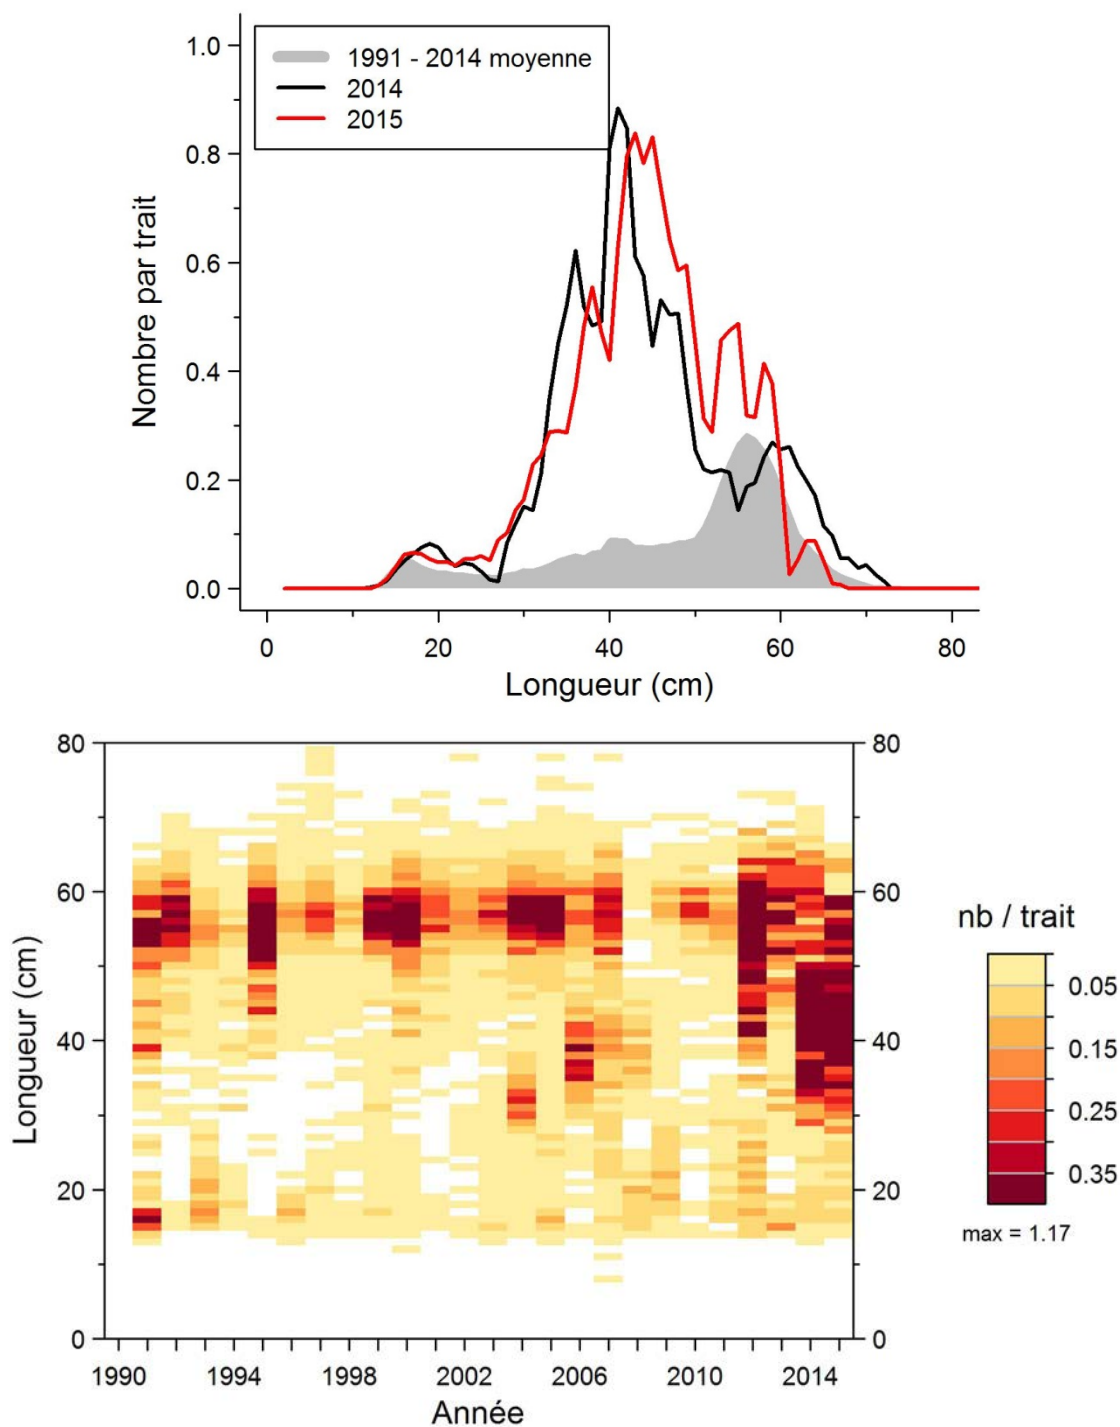 1991 - 2014 moyenne
2014
2015
1.0
0.8
0.6
0.4
0.2
0.0
Nombre par trait
0 20 40 60 80
Longueur (cm)
80 80
60 60
40 40
20 20
0 0
Longueur (cm)
1990 1994 1998 2002 2006 2010 2014
Année
nb / trait
0.05
0.15
0.25
0.35
max = 1.17